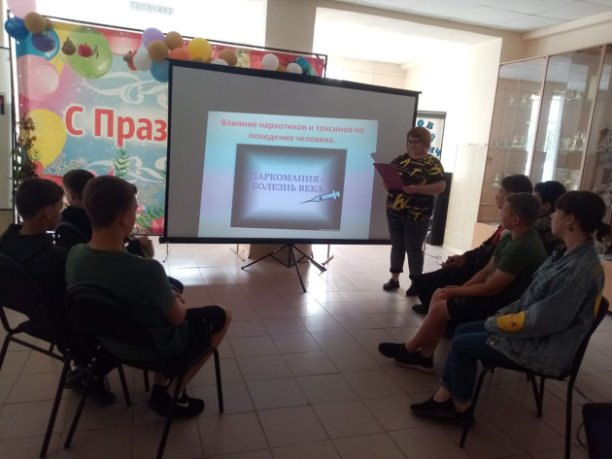 С Праз
Влияние наркотиков и токсинов на
поведение человека.
НАРКОМАНИЯ -
БОЛЕЗНЬ ВЕКА